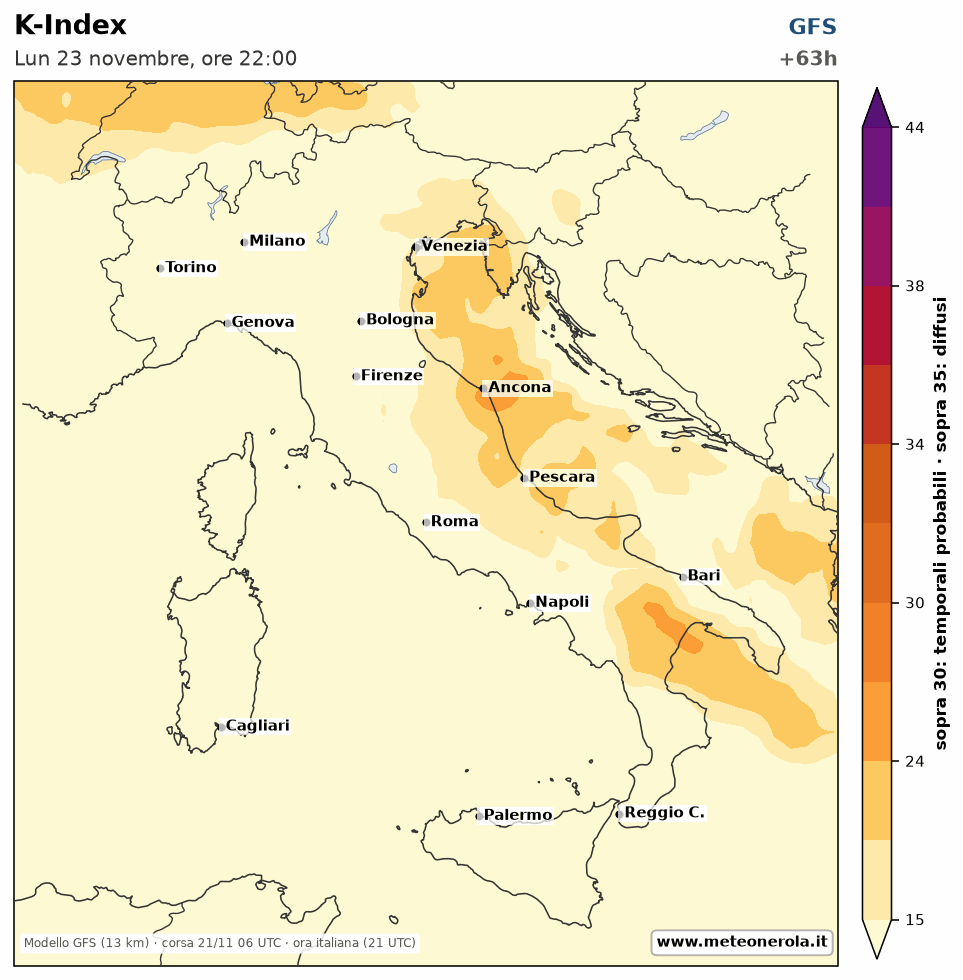 K-Index
GFS
Lun 23 novembre, ore 22:00
+63h
Venezia
Milano
Torino
Genova
Bologna
Firenze
Ancona
Pescara
Roma
Bari
Napoli
Cagliari
Palermo
Reggio C.
44
38
34
30
24
15
sopra 30: temporali probabili · sopra 35: diffusi
Modello GFS (13 km) · corsa 21/11 06 UTC · ora italiana (21 UTC)
www.meteonerola.it